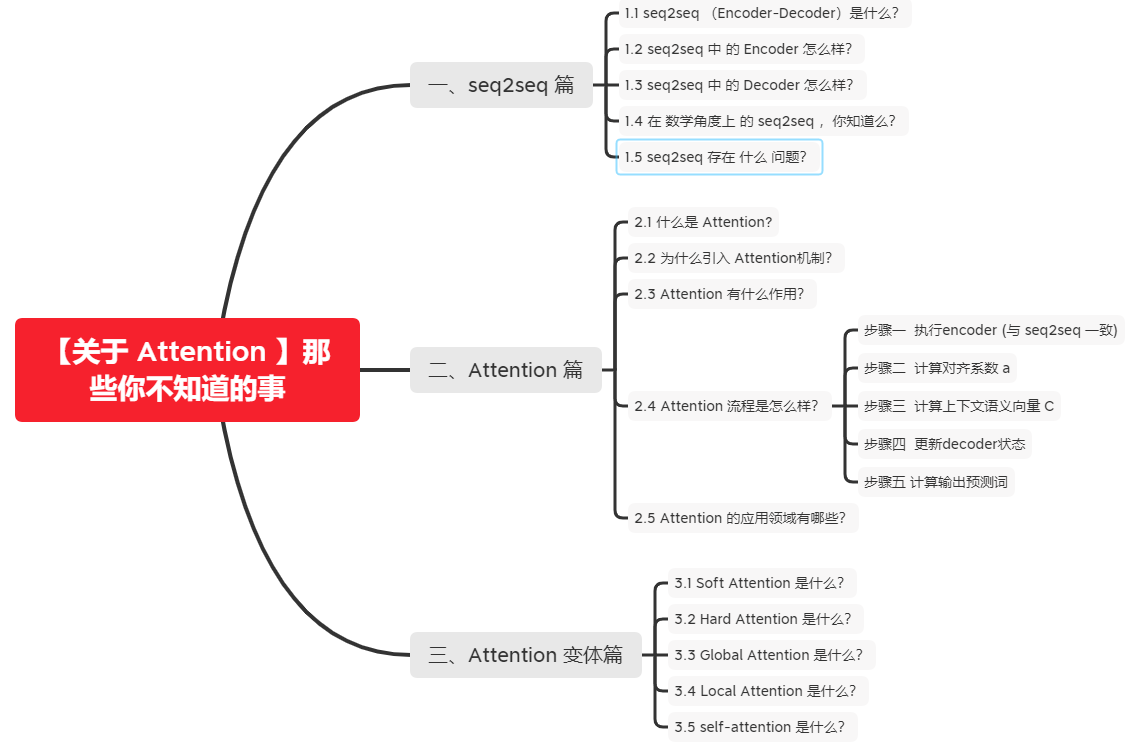 【关于 Attention 】那
些你不知道的事
一、seq2seq 篇
1.1 seq2seq （Encoder-Decoder）是什么？
1.2 seq2seq 中 的 Encoder 怎么样？
1.3 seq2seq 中 的 Decoder 怎么样？
1.4 在 数学角度上 的 seq2seq ，你知道么？
1.5 seq2seq 存在 什么 问题？
二、Attention 篇
2.1 什么是 Attention?
2.2 为什么引入 Attention机制？
2.3 Attention 有什么作用？
2.4 Attention 流程是怎么样？
步骤一 执行encoder (与 seq2seq 一致)
步骤二 计算对齐系数 a
步骤三 计算上下文语义向量 C
步骤四 更新decoder状态
步骤五 计算输出预测词
2.5 Attention 的应用领域有哪些？
三、Attention 变体篇
3.1 Soft Attention 是什么？
3.2 Hard Attention 是什么？
3.3 Global Attention 是什么？
3.4 Local Attention 是什么？
3.5 self-attention 是什么？